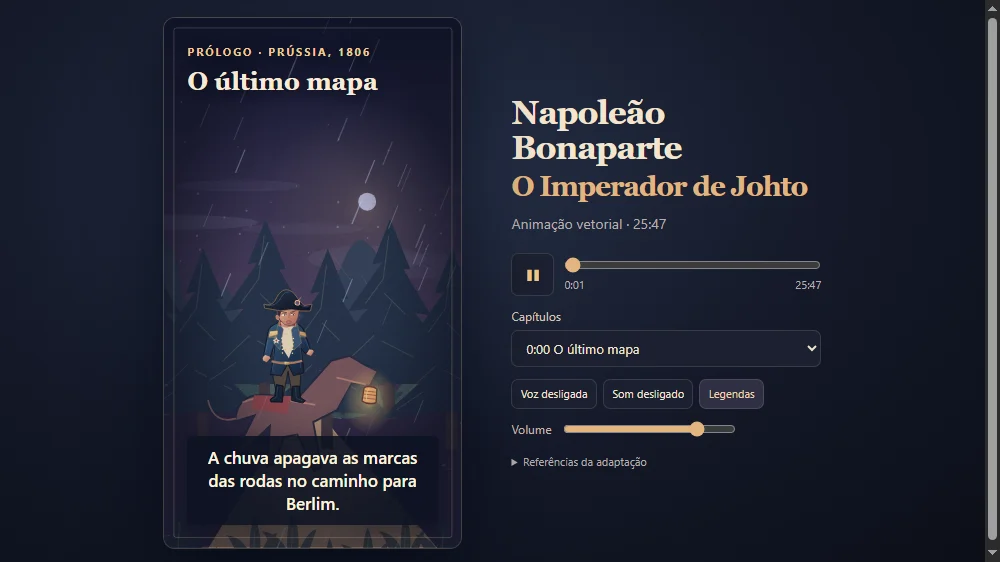 PRÓLOGO · PRÚSSIA, 1806
O último mapa
A chuva apagava as marcas
das rodas no caminho para
Berlim.
Napoleão
Bonaparte
O Imperador de Johto
Animação vetorial · 25:47
0:01
25:47
Capítulos
0:00 O último mapa
Voz desligada
Som desligado
Legendas
Volume
Referências da adaptação